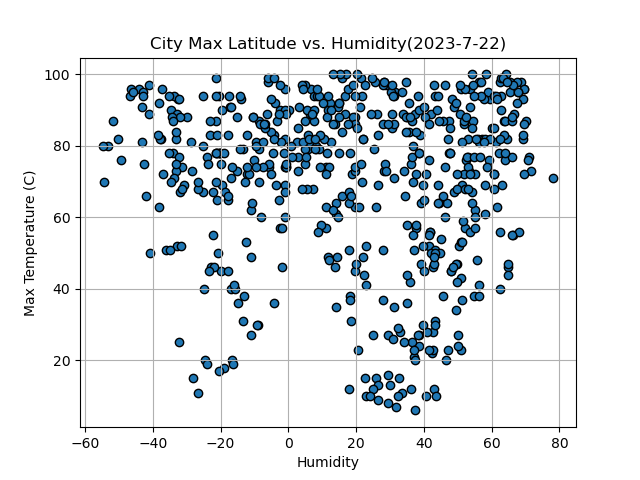 City Max Latitude vs. Humidity(2023-7-22)
100
80
60
40
20
Max Temperature (C)
−60 −40 −20 0 20 40 60 80
Humidity